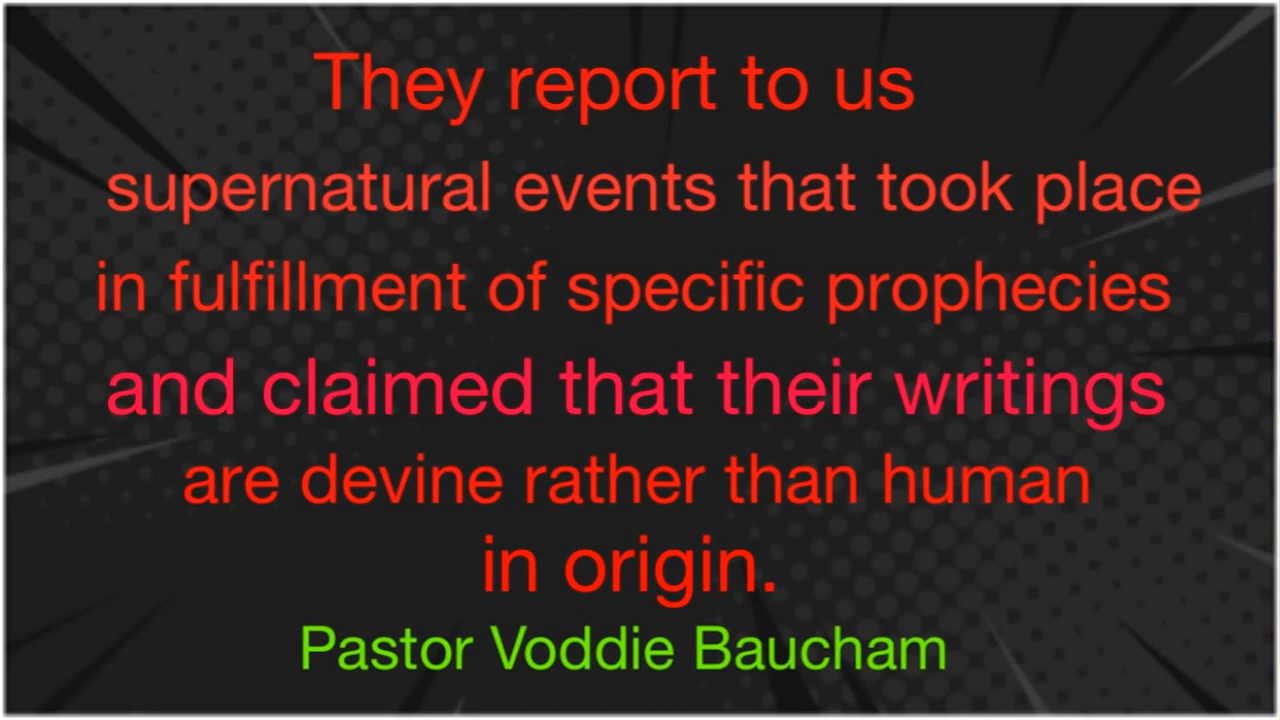 They report to us
supernatural events that took place
in fulfillment of specific prophecies
and claimed that their writings
are devine rather than human
in origin.
Pastor Voddie Baucham